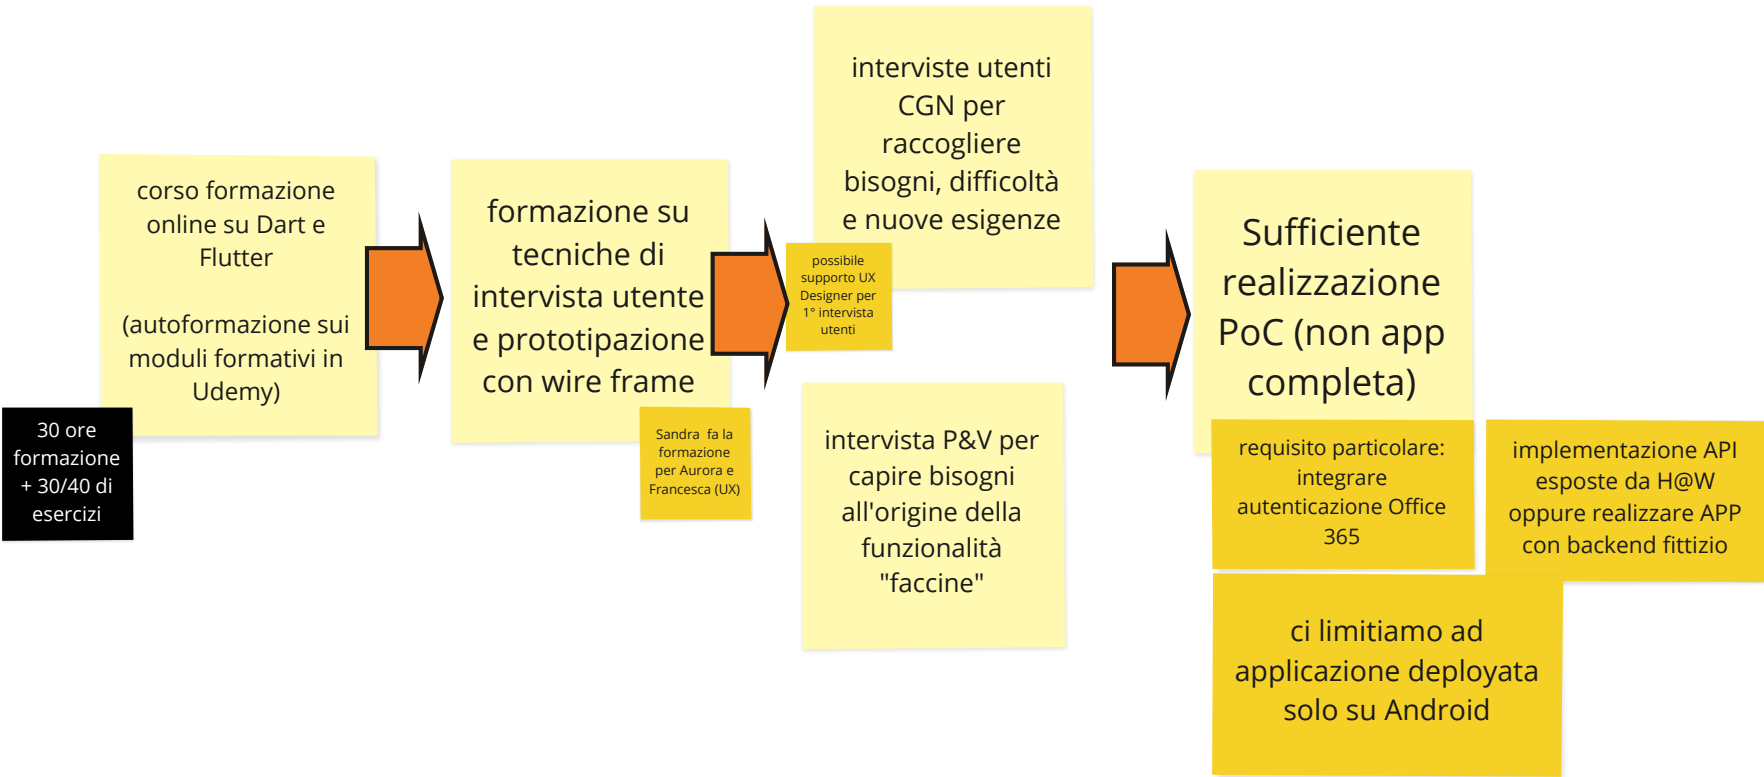 corso formazione
online su Dart e
Flutter
(autoformazione sui
moduli formativi in
Udemy)
30 ore
formazione
+ 30/40 di
esercizi
formazione su
tecniche di
intervista utente
e prototipazione
con wire frame
Sandra fa la
formazione
per Aurora e
Francesca (UX)
interviste utenti
CGN per
raccogliere
bisogni, difficoltà
e nuove esigenze
possibile
supporto UX
Designer per
1° intervista
utenti
intervista P&V per
capire bisogni
all'origine della
funzionalità
"faccine"
Sufficiente
realizzazione
PoC (non app
completa)
requisito particolare:
integrare
autenticazione Office
365
implementazione API
esposte da H@W
oppure realizzare APP
con backend fittizio
ci limitiamo ad
applicazione deployata
solo su Android